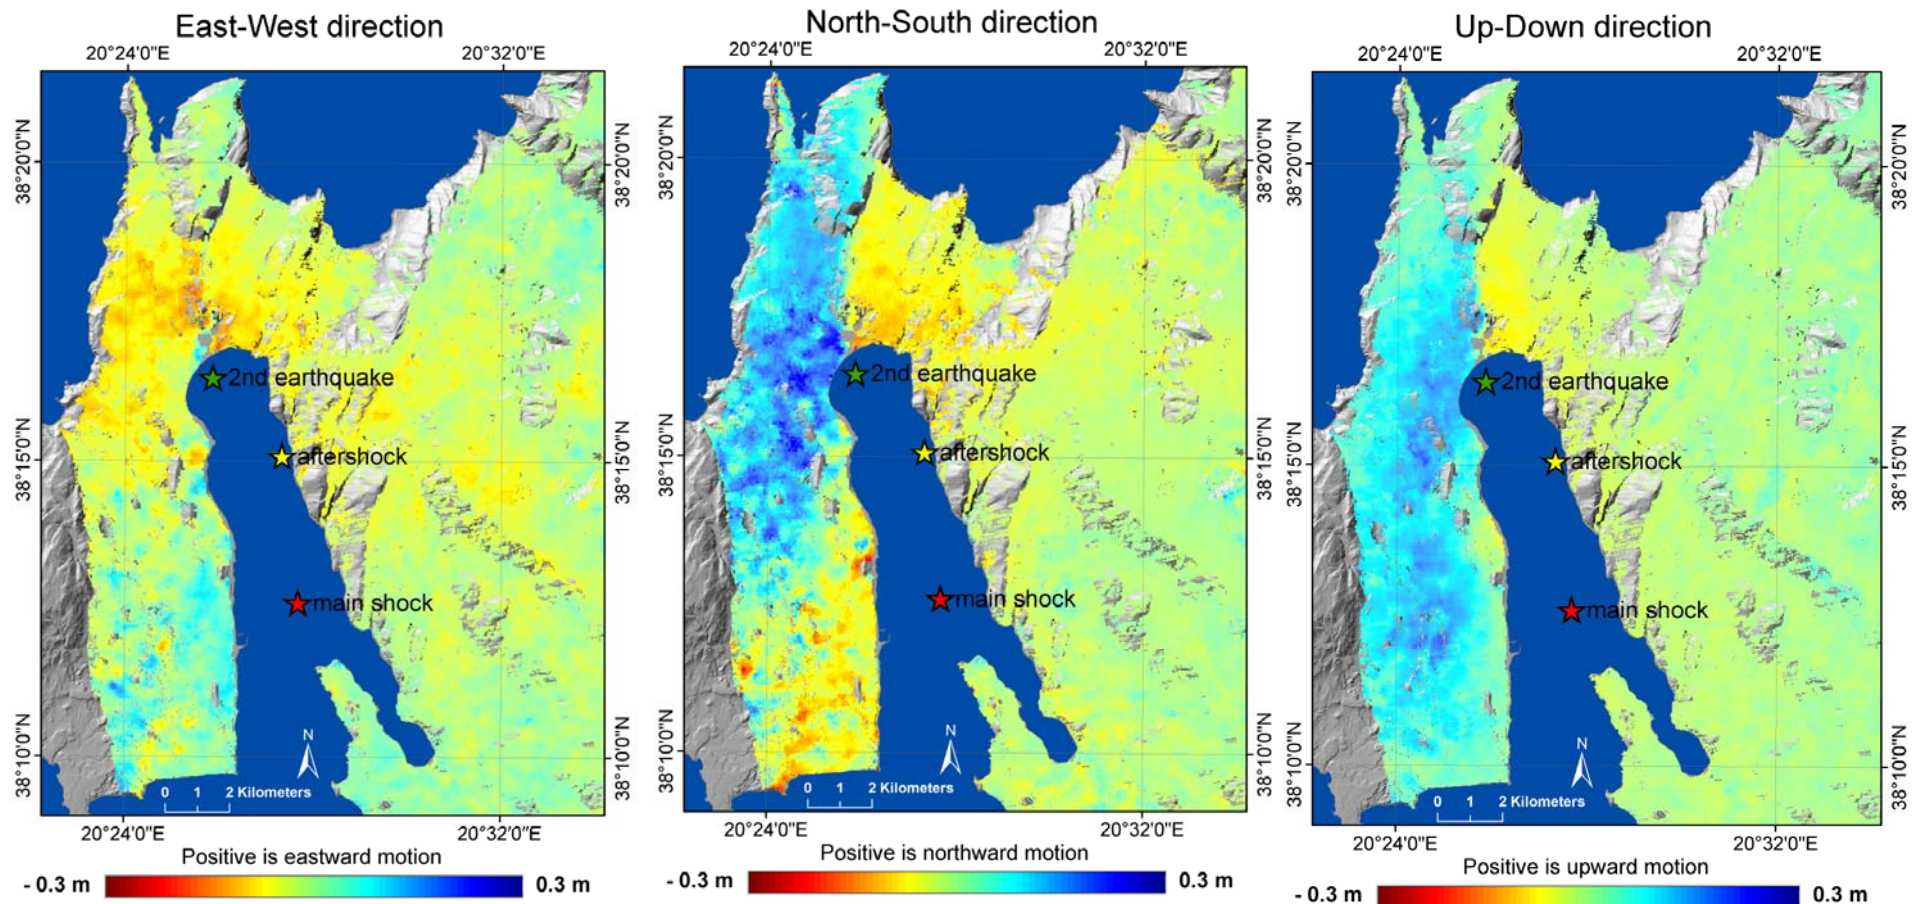 East-West direction
20°24'0"E 20°32'0"E
38°20'0"N 38°20'0"N
2nd earthquake
aftershock
38°15'0"N 38°15'0"N
main shock
N
38°10'0"N 38°10'0"N
0 1 2 Kilometers
20°24'0"E 20°32'0"E
Positive is eastward motion
- 0.3 m 0.3 m
North-South direction
20°24'0"E 20°32'0"E
38°20'0"N 38°20'0"N
2nd earthquake
aftershock
38°15'0"N 38°15'0"N
main shock
N
38°10'0"N 38°10'0"N
0 1 2 Kilometers
20°24'0"E 20°32'0"E
Positive is northward motion
- 0.3 m 0.3 m
Up-Down direction
20°24'0"E 20°32'0"E
38°20'0"N 38°20'0"N
2nd earthquake
aftershock
38°15'0"N 38°15'0"N
main shock
N
38°10'0"N 38°10'0"N
0 1 2 Kilometers
20°24'0"E 20°32'0"E
Positive is upward motion
- 0.3 m 0.3 m